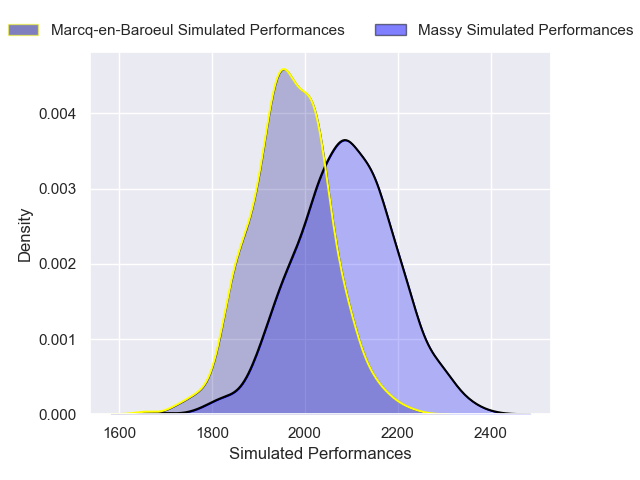 Marcq-en-Baroeul Simulated Performances Massy Simulated Performances
0.004
0.003
0.002
0.001
0.000
Density
1600 1800 2000 2200 2400
Simulated Performances